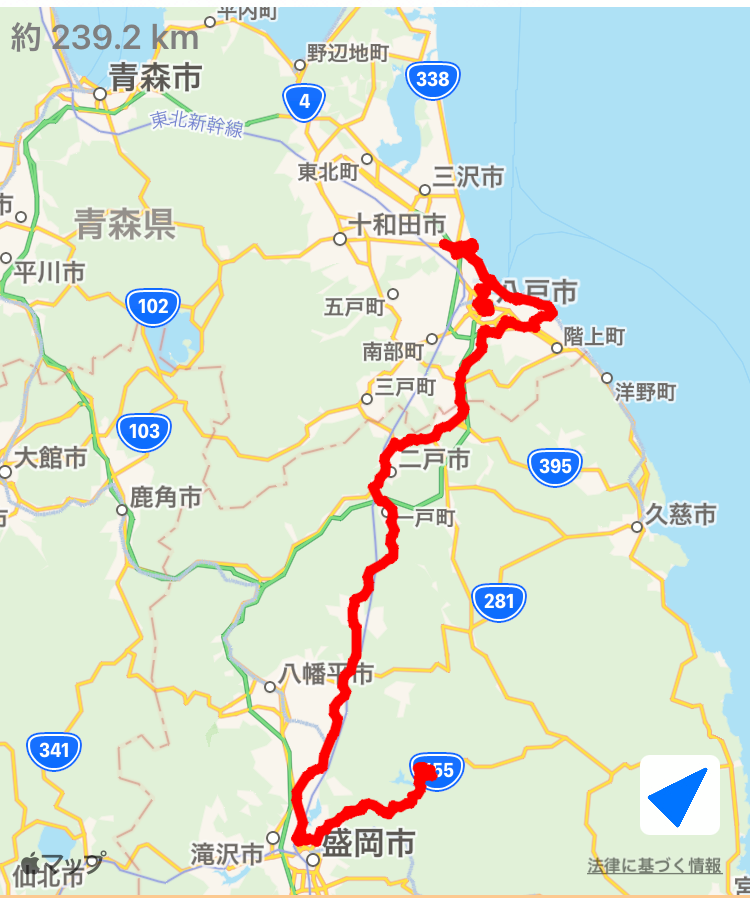 約 239.2 km
平内町
野辺地町
青森市
338
4
東北新幹線
東北町
三沢市
市
十和田市
青森県
平川市
八戸市
102
五戸町
階上町
南部町
三戸町
洋野町
103
大館市
二戸市
395
鹿角市
久慈市
一戸町
281
八幡平市
341
盛岡市
滝沢市
マップ
仙北市
法律に基づく情報
宮